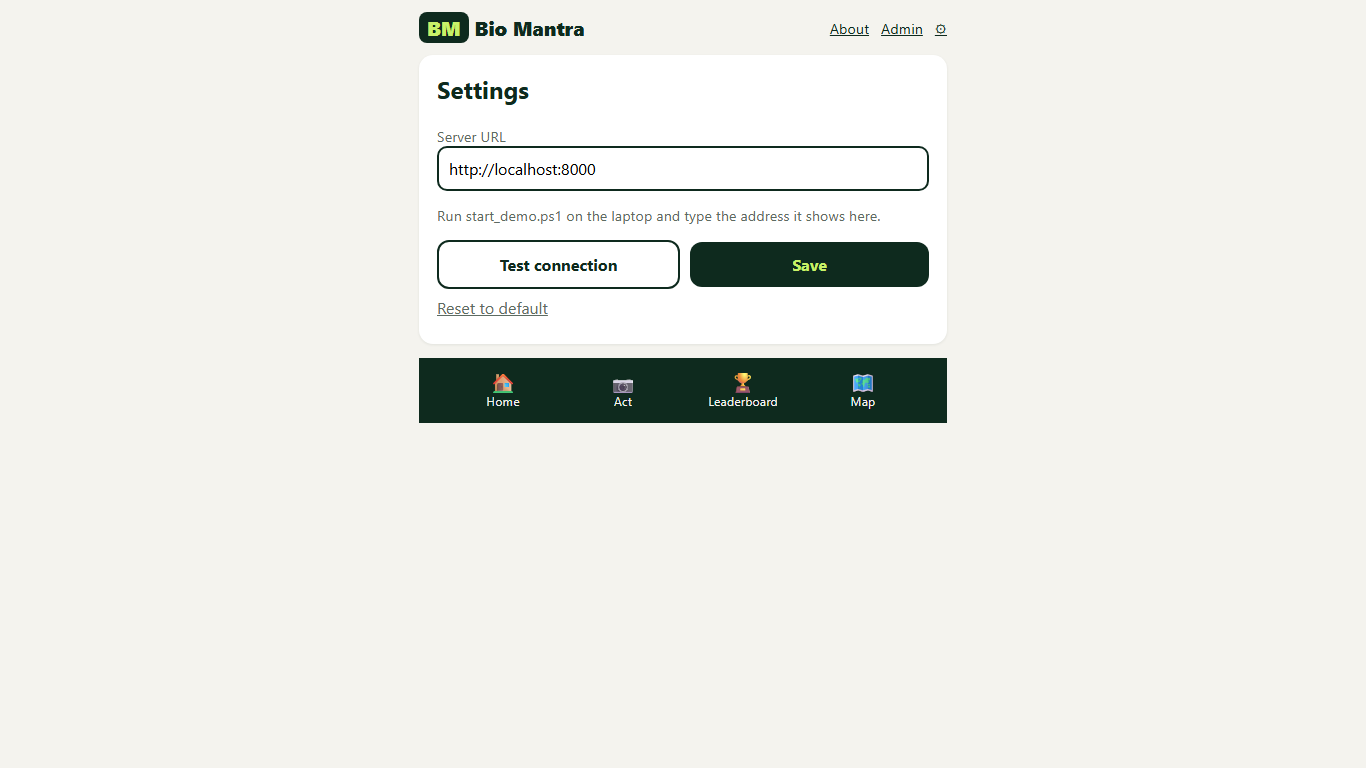 BM Bio Mantra
About Admin ⚙
Settings
Server URL
http://localhost:8000
Run start_demo.ps1 on the laptop and type the address it shows here.
Test connection Save
Reset to default
Home Act Leaderboard Map